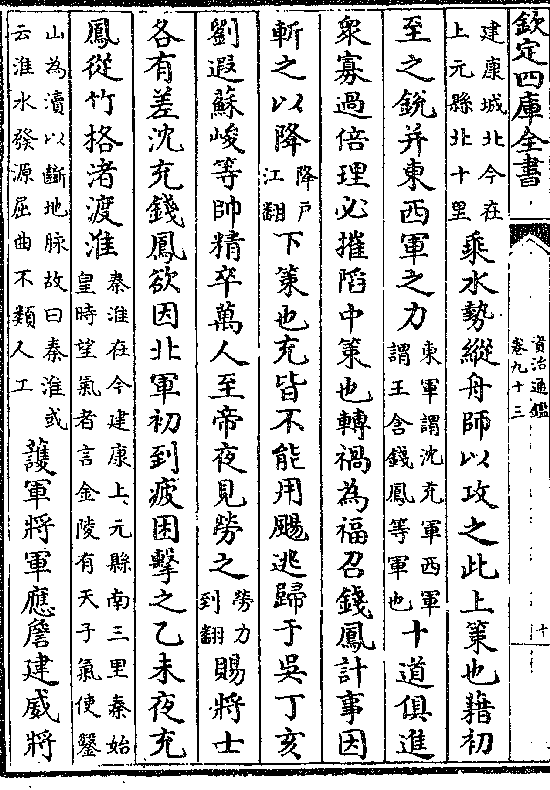 欽定四庫全書
資治通鑑
卷九十三
十
建康城北今在
上元縣北十里
乘水勢縱舟師以攻之此上策也藉初
至之銳并東西軍之力
東軍謂沈充軍西軍
謂王含錢鳳等軍也
十道俱進
衆寡過倍理必摧陷中策也轉禍為福召錢鳳計事因
斬之以降
降戸
江翻
下策也充皆不能用颺逃歸于吳丁亥
劉遐蘇峻等帥精卒萬人至帝夜見勞之
勞力
到翻
賜將士
各有差沈充錢鳳欲因北軍初到疲困擊之乙未夜充
鳳從竹格渚渡淮
秦淮在今建康上元縣南三里秦始
皇時望氣者言金陵有天子氣使鑿
山為瀆以斷地脉故曰秦淮或
云淮水發源屈曲不類人工
護軍將軍應詹建威將